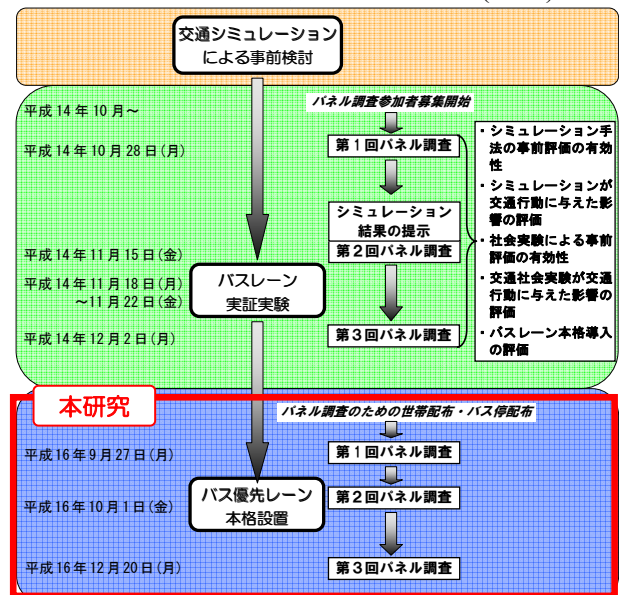 交通シミュレーション
による事前検討
平成14年10月～
パネル調査参加者募集開始
平成14年10月28日(月)
第1回パネル調査
シミュレーション
結果の提示
平成14年11月15日(金)
第2回パネル調査
平成14年11月18日(月)
～11月22日(金)
バスレーン
実証実験
平成14年12月2日(月)
第3回パネル調査
・シミュレーション手
法の事前評価の有効
性
・シミュレーションが
交通行動に与えた影
響の評価
・社会実験による事前
評価の有効性
・交通社会実験が交通
行動に与えた影響の
評価
・バスレーン本格導入
の評価
本研究
パネル調査のための世帯配布・バス停配布
平成16年9月27日(月)
第1回パネル調査
平成16年10月1日(金)
バス優先レーン
本格設置
第2回パネル調査
平成16年12月20日(月)
第3回パネル調査